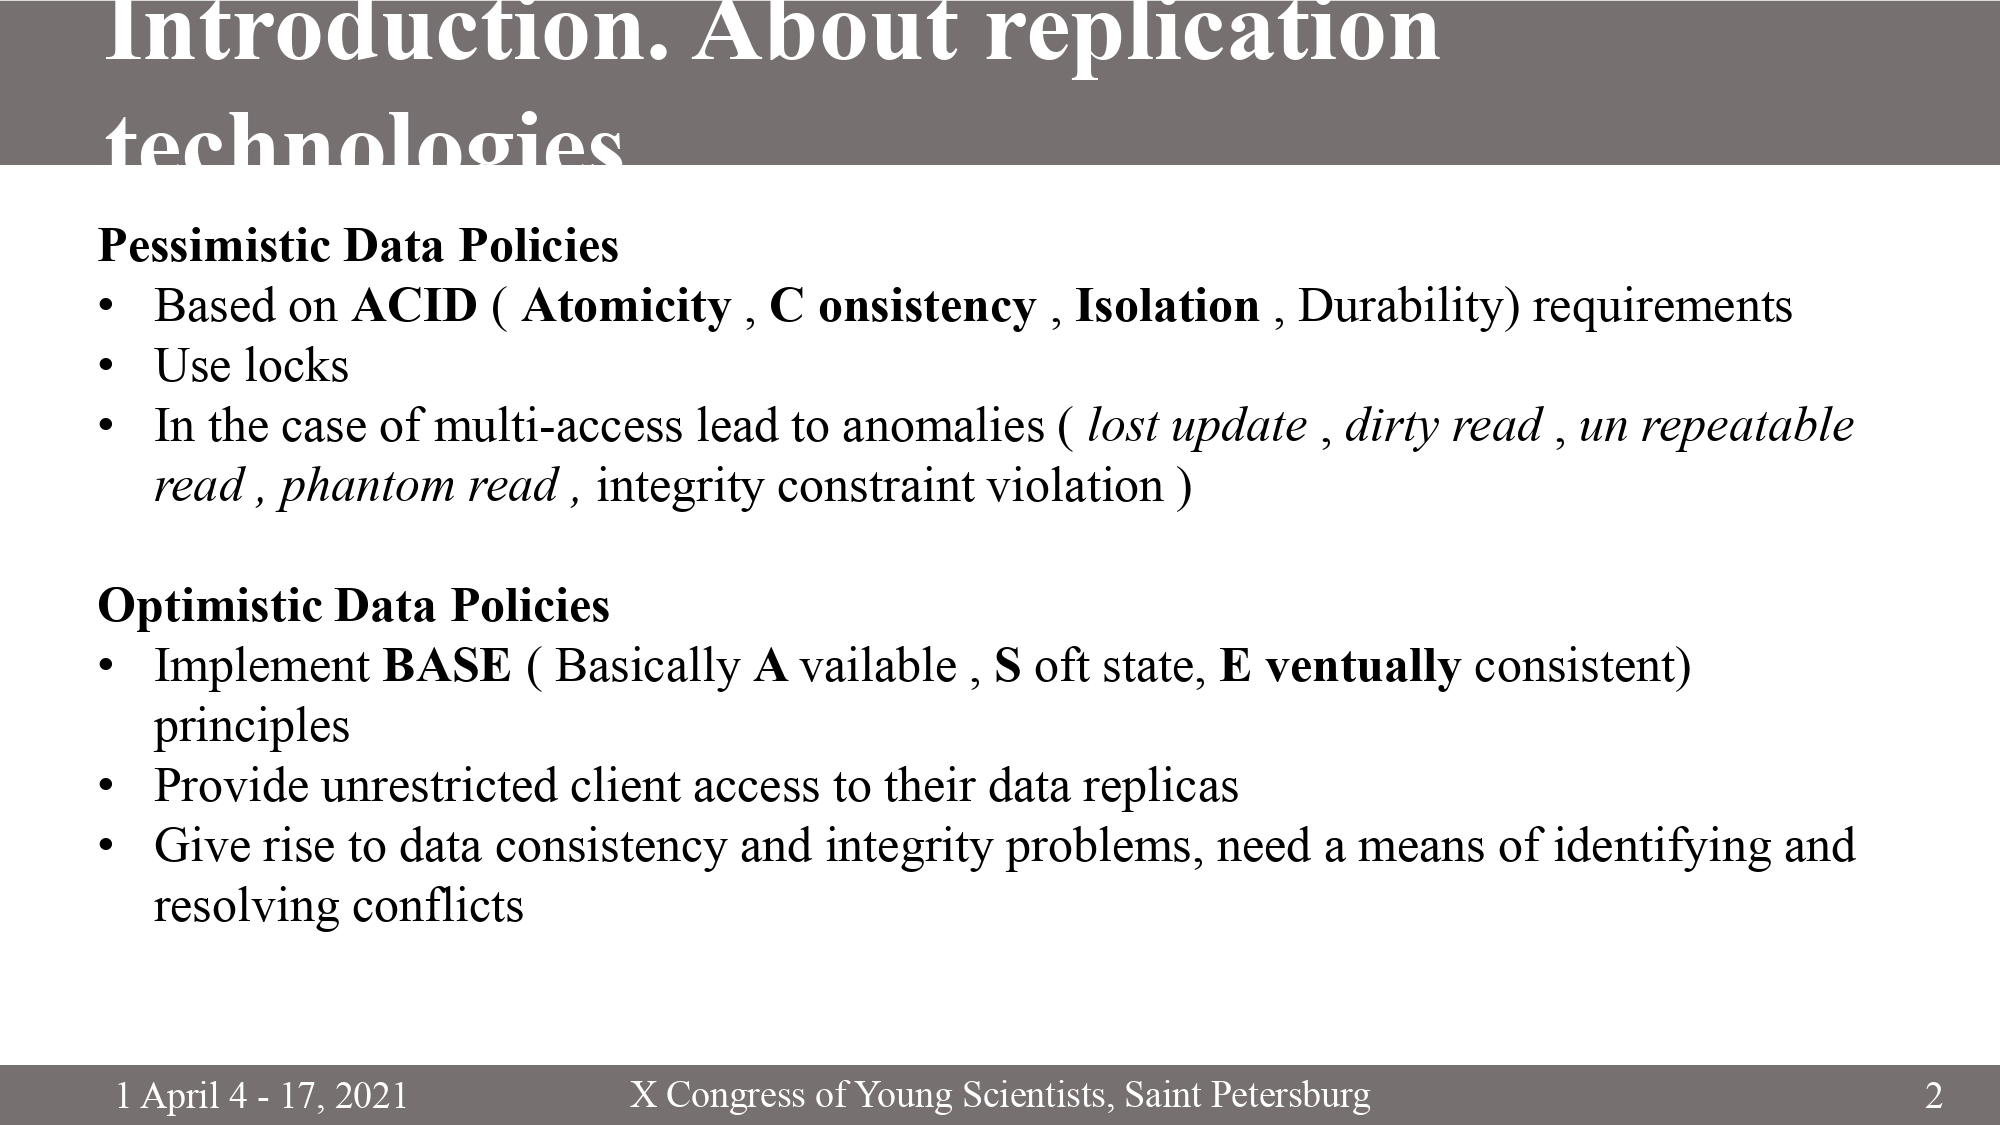 Introduction. About replication
technologies
Pessimistic Data Policies
• Based on ACID ( Atomicity , C onsistency , Isolation , Durability) requirements
• Use locks
• In the case of multi-access lead to anomalies ( lost update , dirty read , un repeatable
read , phantom read , integrity constraint violation )
Optimistic Data Policies
• Implement BASE ( Basically A vailable , S oft state, E ventually consistent)
principles
• Provide unrestricted client access to their data replicas
• Give rise to data consistency and integrity problems, need a means of identifying and
resolving conflicts
1 April 4 - 17, 2021
X Congress of Young Scientists, Saint Petersburg
2